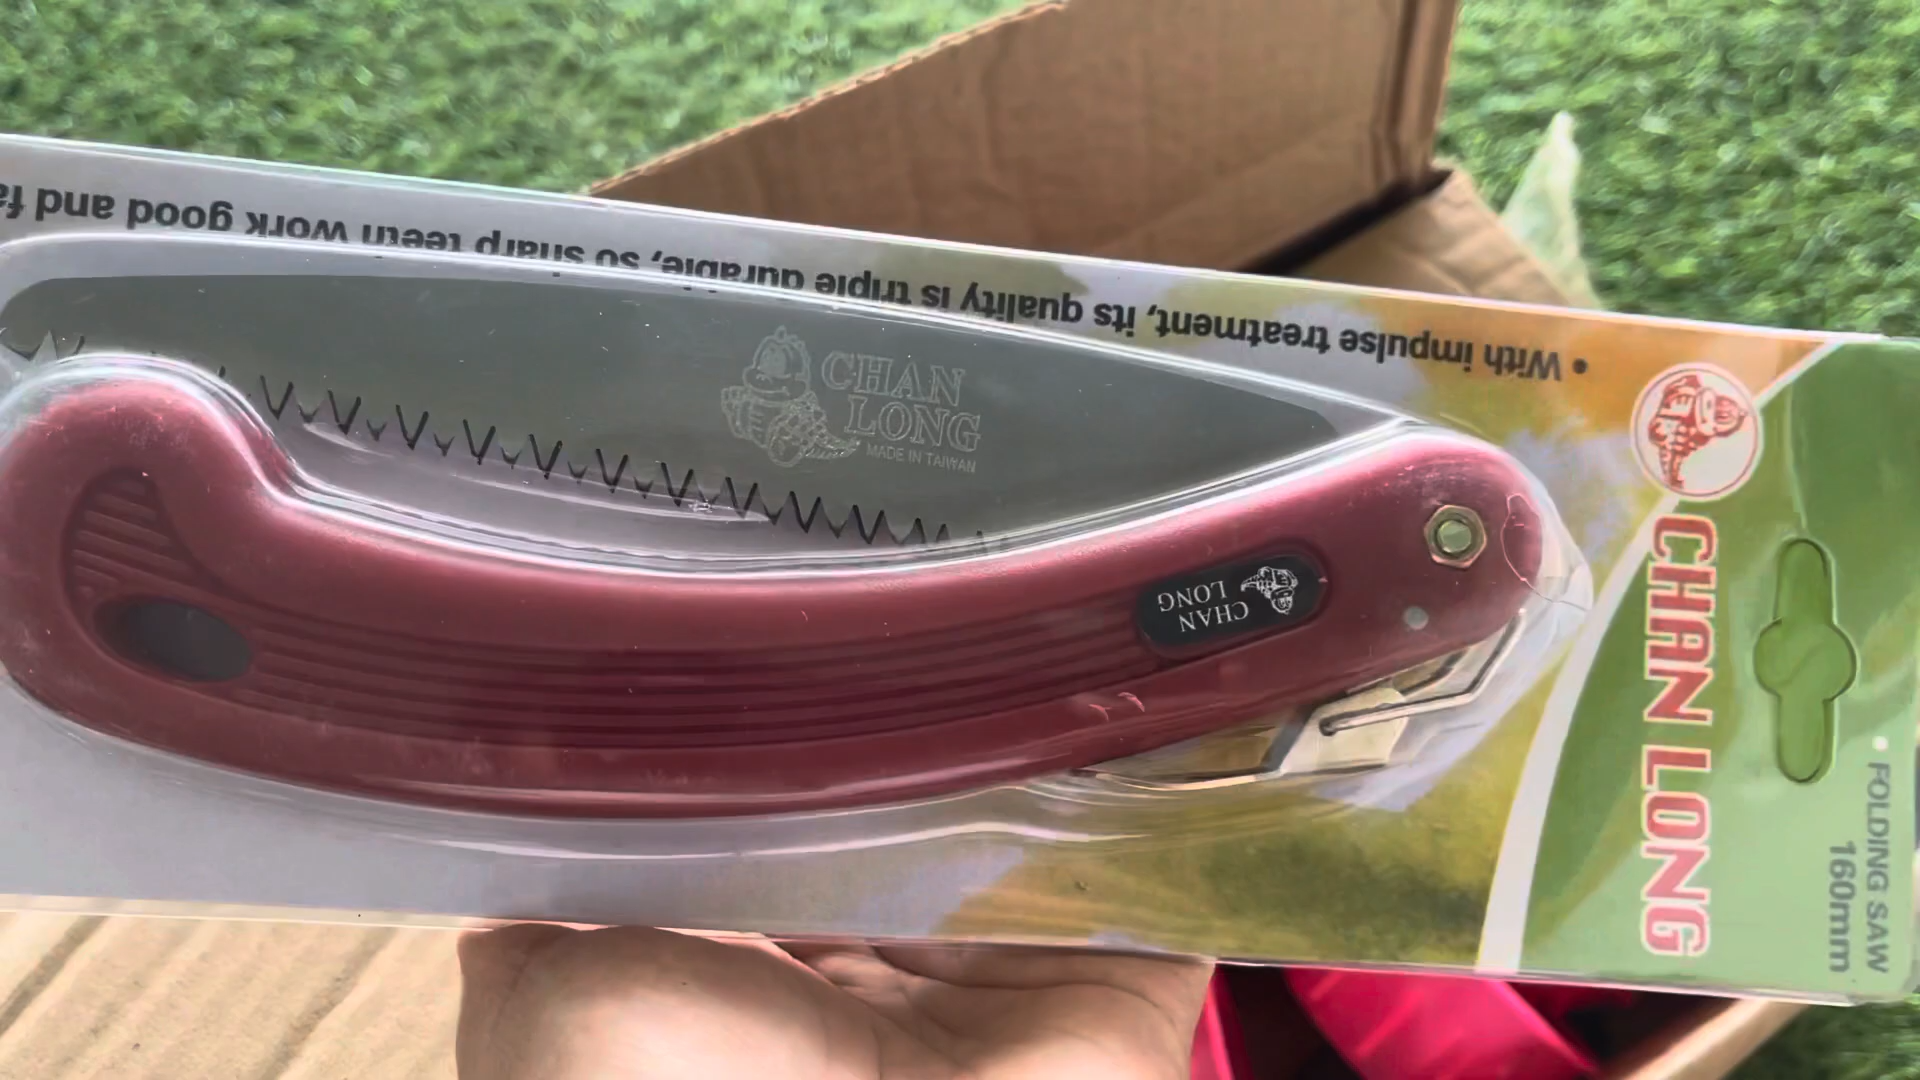 • With impulse treatment, its quality is triple durable, so sharp teeth work good and
CHAN
LONG
MADE IN TAIWAN
CHAN
LONG
CHAN LONG
• FOLDING SAW
160mm